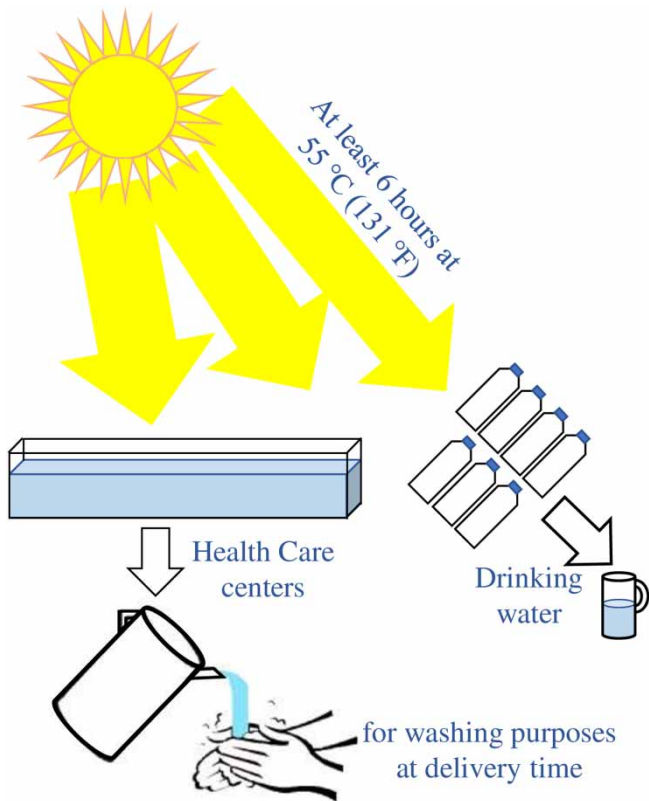 At least 6 hours at
55 °C (131 °F)
Health Care
centers
Drinking
water
for washing purposes
at delivery time